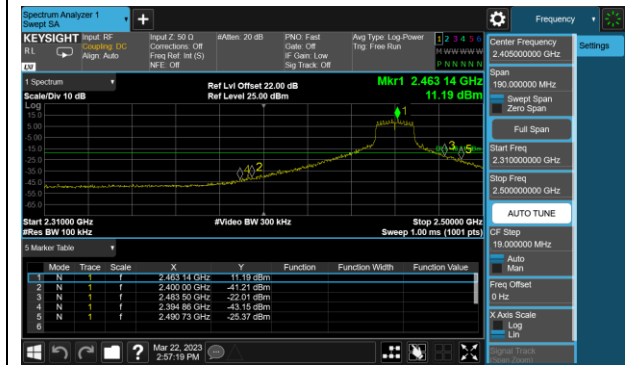 Spectrum Analyzer 1
Swept SA
+
Frequency
KEYSIGHT
RL
LXI
Input: RF
Coupling: DC
Align: Auto
Input Z: 50 Ω
Corrections: Off
Freq Ref: Int (S)
NFE: Off
#Atten: 20 dB
PNO: Fast
Gate: Off
IF Gain: Low
Sig Track: Off
Avg Type: Log-Power
Trig: Free Run
1 2 3 4 5 6
M W W W W W
P N N N N N
1 Spectrum
Scale/Div 10 dB
Ref Lvl Offset 22.00 dB
Ref Level 25.00 dBm
Mkr1 2.463 14 GHz
11.19 dBm
Log
15.0
5.00
-5.00
-15.0
-25.0
-35.0
-45.0
-55.0
-65.0
1
2
3
5
Start 2.31000 GHz
#Res BW 100 kHz
#Video BW 300 kHz
Stop 2.50000 GHz
Sweep 1.00 ms (1001 pts)
5 Marker Table
Mode Trace Scale X Y Function Function Width Function Value
1 N 1 f 2.463 14 GHz 11.19 dBm
2 N 1 f 2.400 00 GHz -41.21 dBm
3 N 1 f 2.483 50 GHz -22.01 dBm
4 N 1 f 2.394 86 GHz -43.15 dBm
5 N 1 f 2.490 73 GHz -25.37 dBm
6
Mar 22, 2023
2:57:19 PM
?
Settings
Center Frequency
2.405000000 GHz
Span
190.000000 MHz
Swept Span
Zero Span
Full Span
Start Freq
2.310000000 GHz
Stop Freq
2.500000000 GHz
AUTO TUNE
CF Step
19.000000 MHz
Auto
Man
Freq Offset
0 Hz
X Axis Scale
Log
Lin
Signal Track
(Span Zoom)